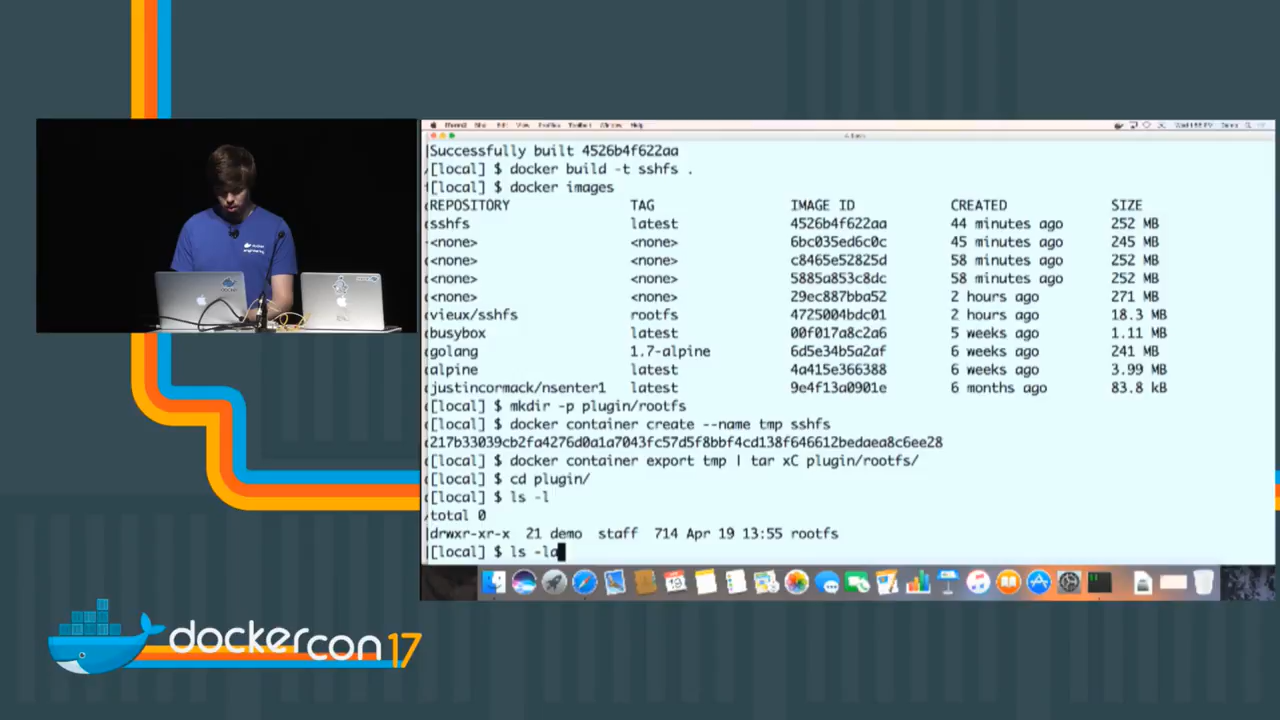 Successfully built 4526b4f622aa
[local] $ docker build -t sshfs .
[local] $ docker images
REPOSITORY TAG IMAGE ID CREATED SIZE
sshfs latest 4526b4f622aa 44 minutes ago 252 MB
<none> <none> 6bc035ed6c0c 45 minutes ago 245 MB
<none> <none> c8465e52825d 58 minutes ago 252 MB
<none> <none> 5885a853c8dc 58 minutes ago 252 MB
<none> <none> 29ec887bba52 2 hours ago 271 MB
vieux/sshfs rootfs 4725004bdc01 2 hours ago 18.3 MB
busybox latest 00f017a8c2a6 5 weeks ago 1.11 MB
golang 1.7-alpine 6d5e34b5a2af 6 weeks ago 241 MB
alpine latest 4a415e366388 6 weeks ago 3.99 MB
justincormack/nsenter1 latest 9e4f13a0901e 6 months ago 83.8 kB
[local] $ mkdir -p plugin/rootfs
[local] $ docker container create --name tmp sshfs
217b33039cb2fa4276d0a1a7043fc57d5f8bbf4cd138f646612bedaea8c6ee28
[local] $ docker container export tmp | tar xC plugin/rootfs/
[local] $ cd plugin/
[local] $ ls -l
total 0
drwxr-xr-x 21 demo staff 714 Apr 19 13:55 rootfs
[local] $ ls -la
dockercon 17